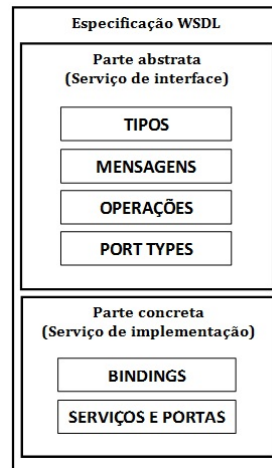 Especificação WSDL
Parte abstrata
(Serviço de interface)
TIPOS
MENSAGENS
OPERAÇÕES
PORT TYPES
Parte concreta
(Serviço de implementação)
BINDINGS
SERVIÇOS E PORTAS